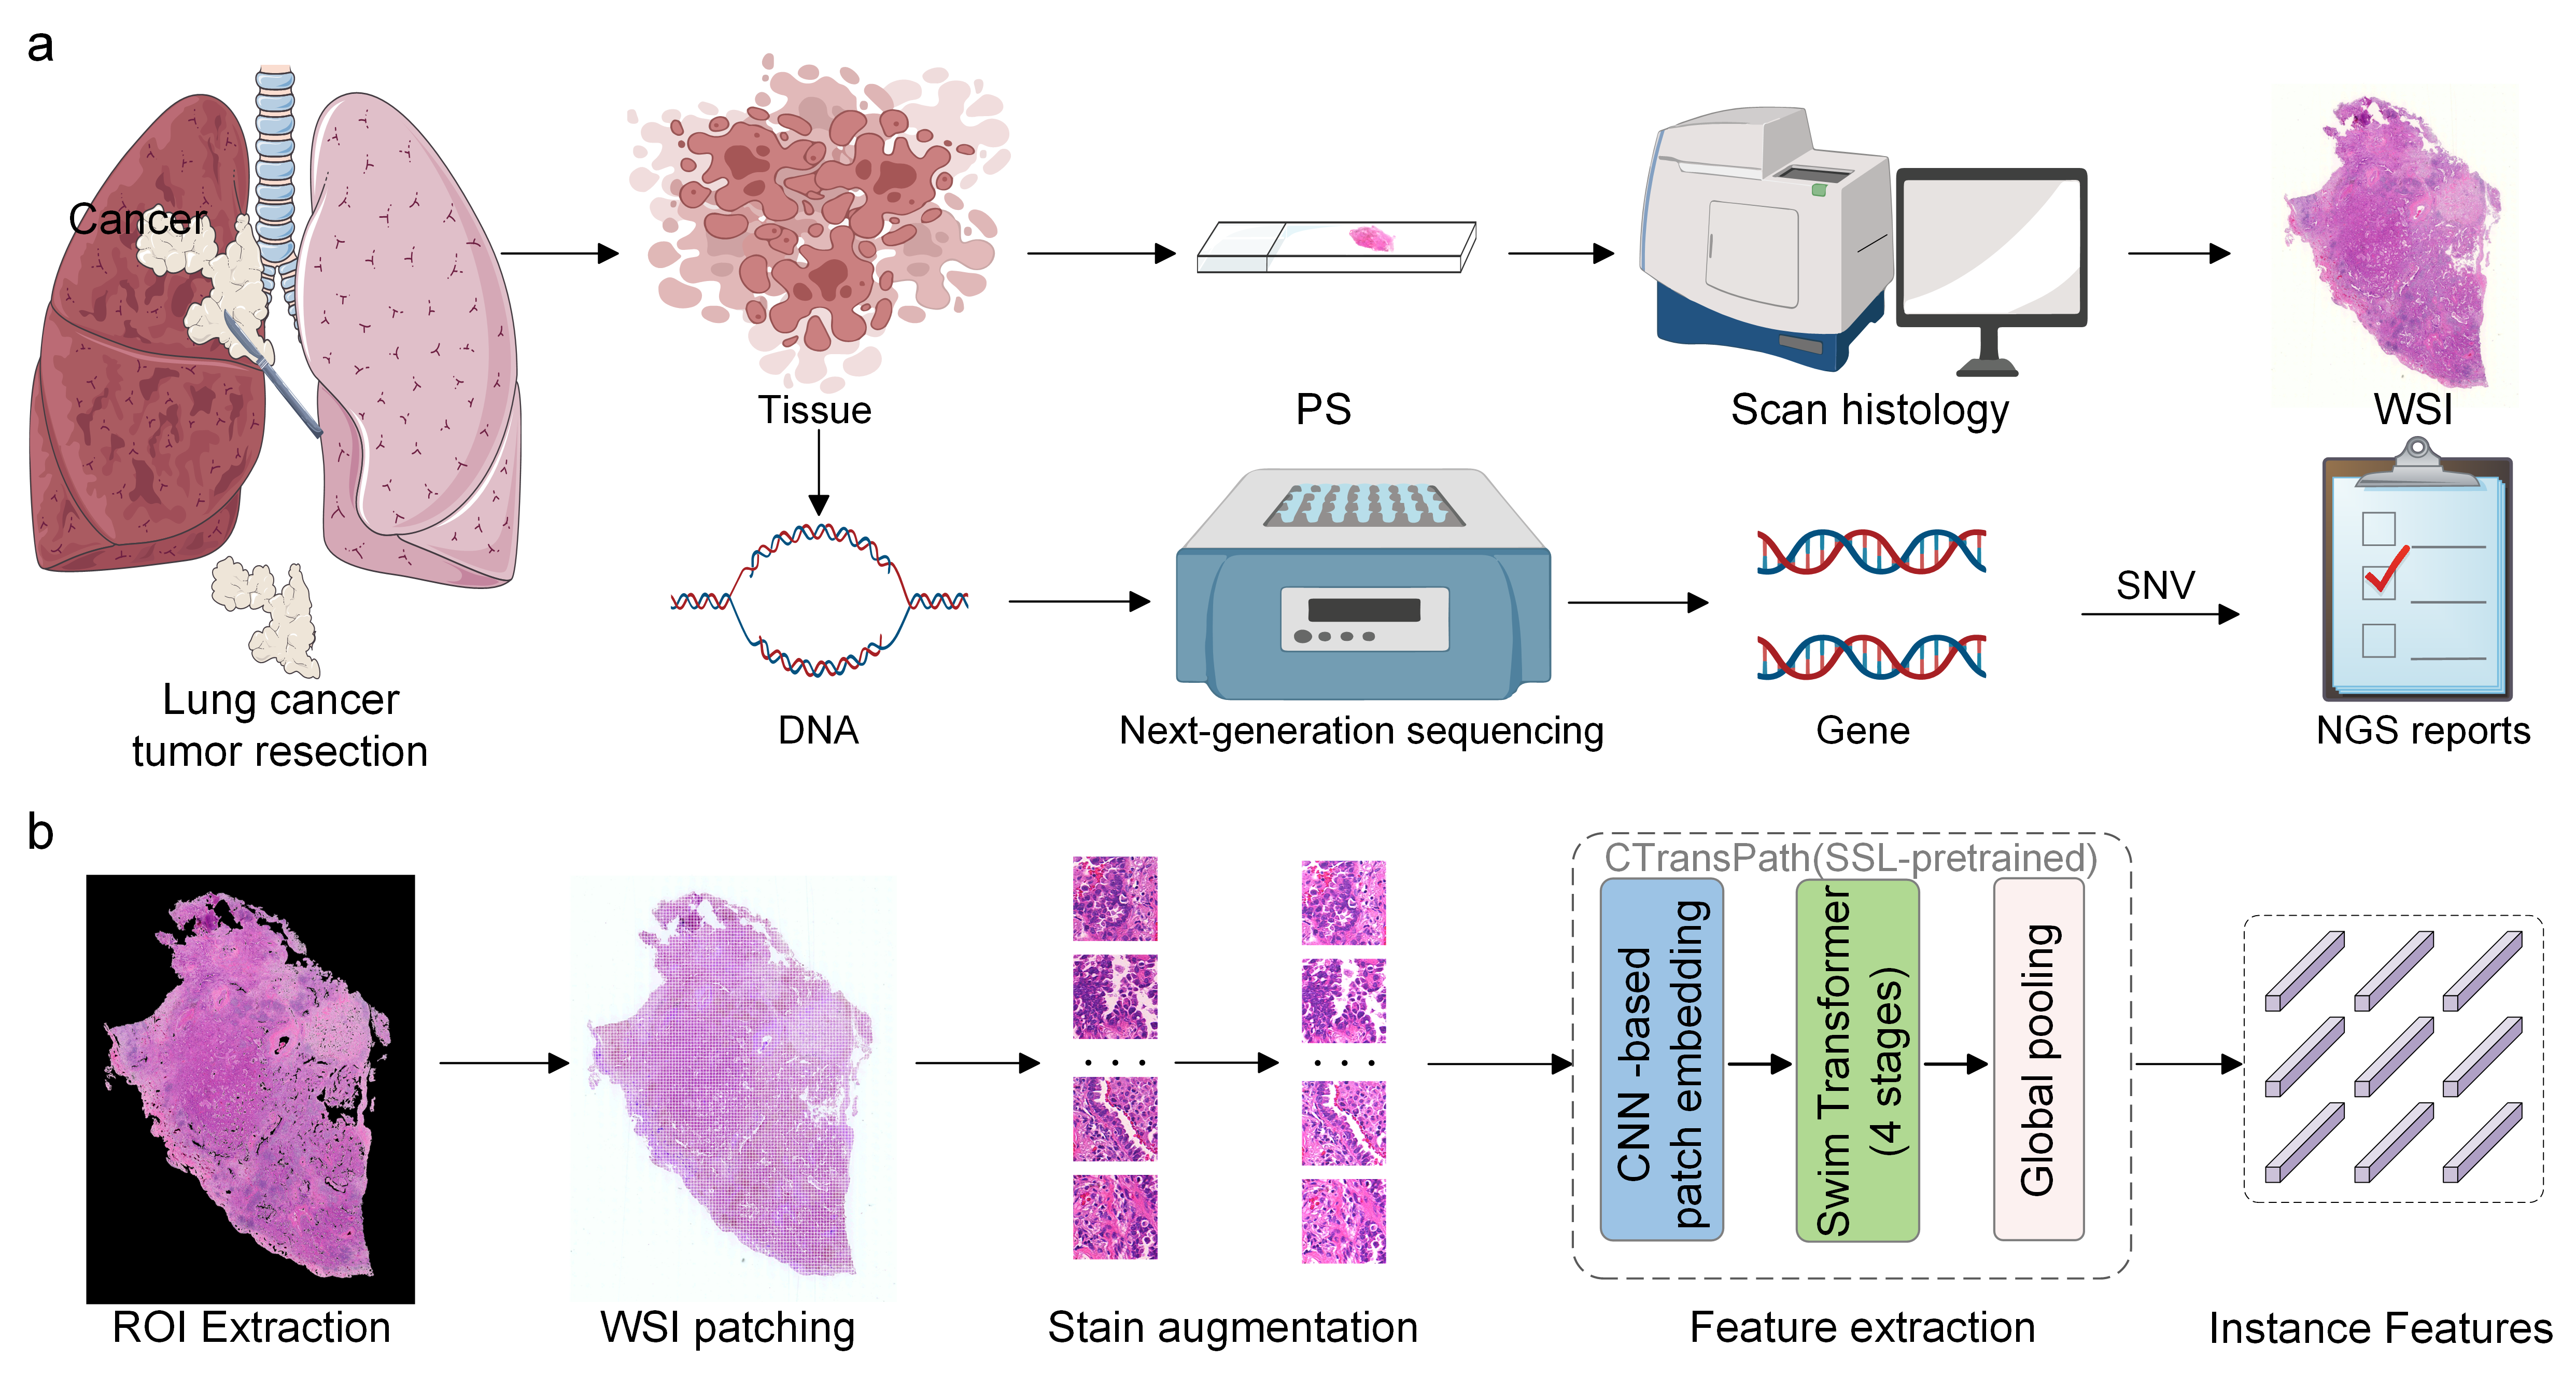 a
Cancer
Tissue
PS
Scan histology
WSI
SNV
Lung cancer
tumor resection
DNA
Next-generation sequencing
Gene
NGS reports
b
CTransPath(SSL-pretrained)
CNN -based
patch embedding
Swim Transformer
(4 stages)
Global pooling
ROI Extraction
WSI patching
Stain augmentation
Feature extraction
Instance Features